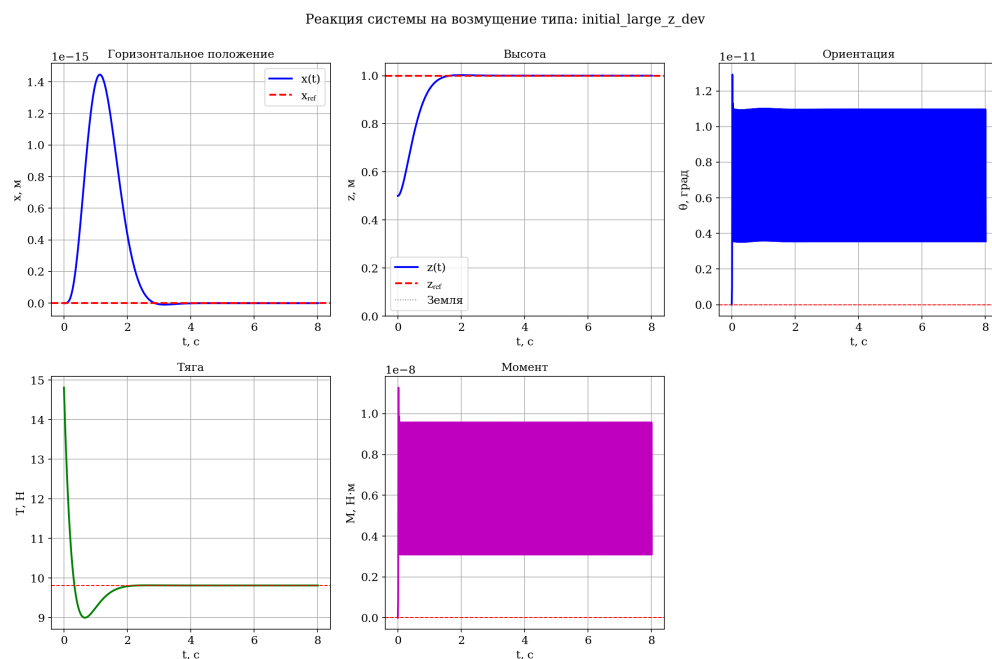 Реакция системы на возмущение типа: initial_large_z_dev
Горизонтальное положение
1e−15
x, м
1.4
1.2
1.0
0.8
0.6
0.4
0.2
0.0
0 2 4 6 8
t, с
x(t)
x_ref
Высота
z, м
1.0
0.8
0.6
0.4
0.2
0.0
0 2 4 6 8
t, с
z(t)
z_ref
Земля
Ориентация
1e−11
θ, град
1.2
1.0
0.8
0.6
0.4
0.2
0.0
0 2 4 6 8
t, с
Тяга
T, Н
15
14
13
12
11
10
9
0 2 4 6 8
t, с
Момент
1e−8
M, Н·м
1.0
0.8
0.6
0.4
0.2
0.0
0 2 4 6 8
t, с